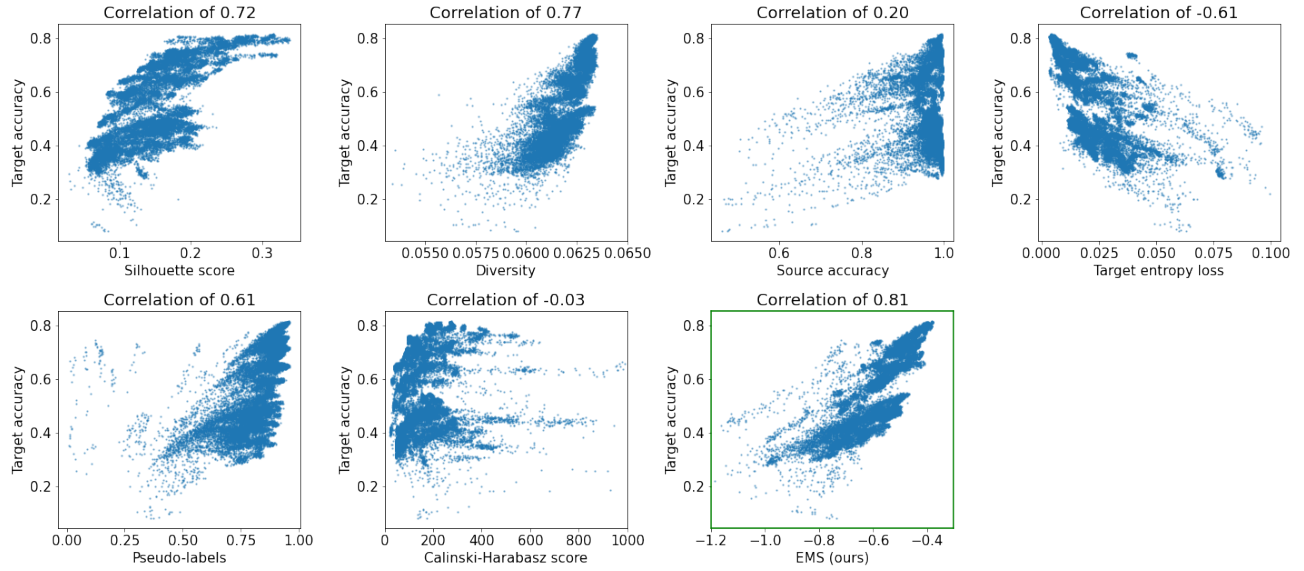 Correlation of 0.72
Target accuracy
0.8
0.6
0.4
0.2
0.1 0.2 0.3
Silhouette score
Correlation of 0.77
Target accuracy
0.8
0.6
0.4
0.2
0.0550 0.0575 0.0600 0.0625 0.0650
Diversity
Correlation of 0.20
Target accuracy
0.8
0.6
0.4
0.2
0.6 0.8 1.0
Source accuracy
Correlation of -0.61
Target accuracy
0.8
0.6
0.4
0.2
0.000 0.025 0.050 0.075 0.100
Target entropy loss
Correlation of 0.61
Target accuracy
0.8
0.6
0.4
0.2
0.00 0.25 0.50 0.75 1.00
Pseudo-labels
Correlation of -0.03
Target accuracy
0.8
0.6
0.4
0.2
0 200 400 600 800 1000
Calinski-Harabasz score
Correlation of 0.81
Target accuracy
0.8
0.6
0.4
0.2
−1.2 −1.0 −0.8 −0.6 −0.4
EMS (ours)